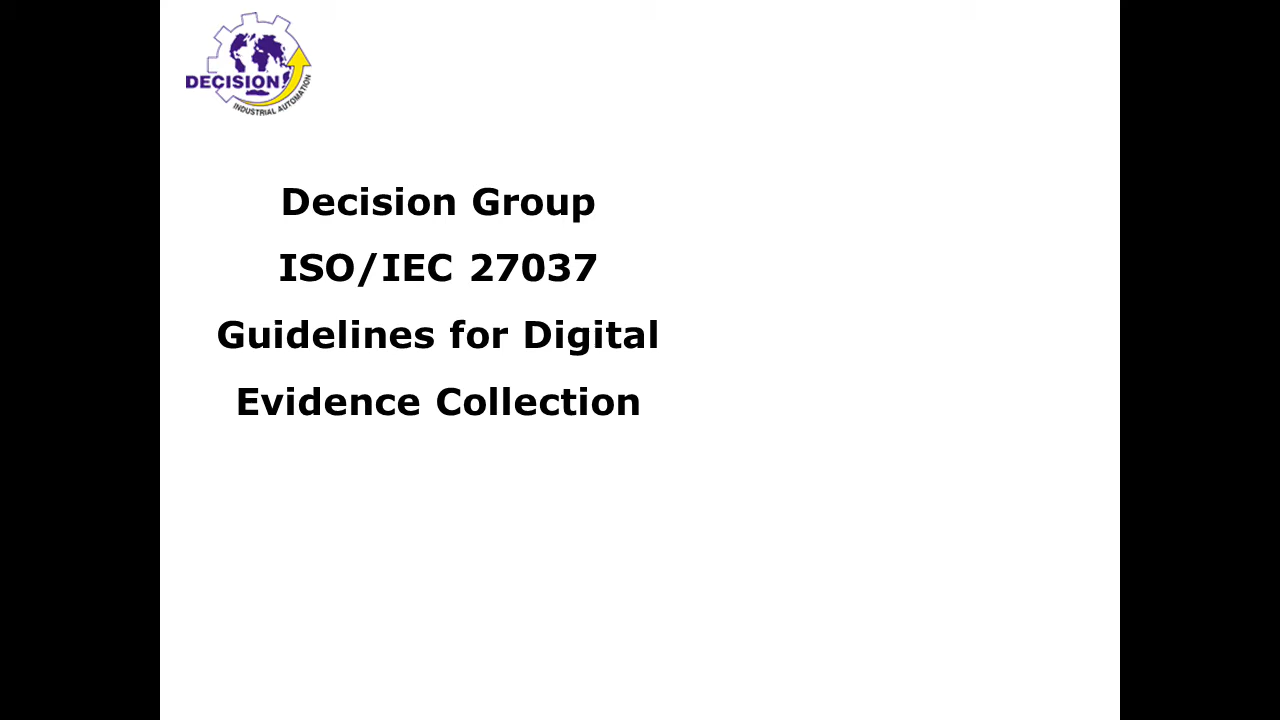 DECISION
INDUSTRIAL AUTOMATION
Decision Group
ISO/IEC 27037
Guidelines for Digital
Evidence Collection